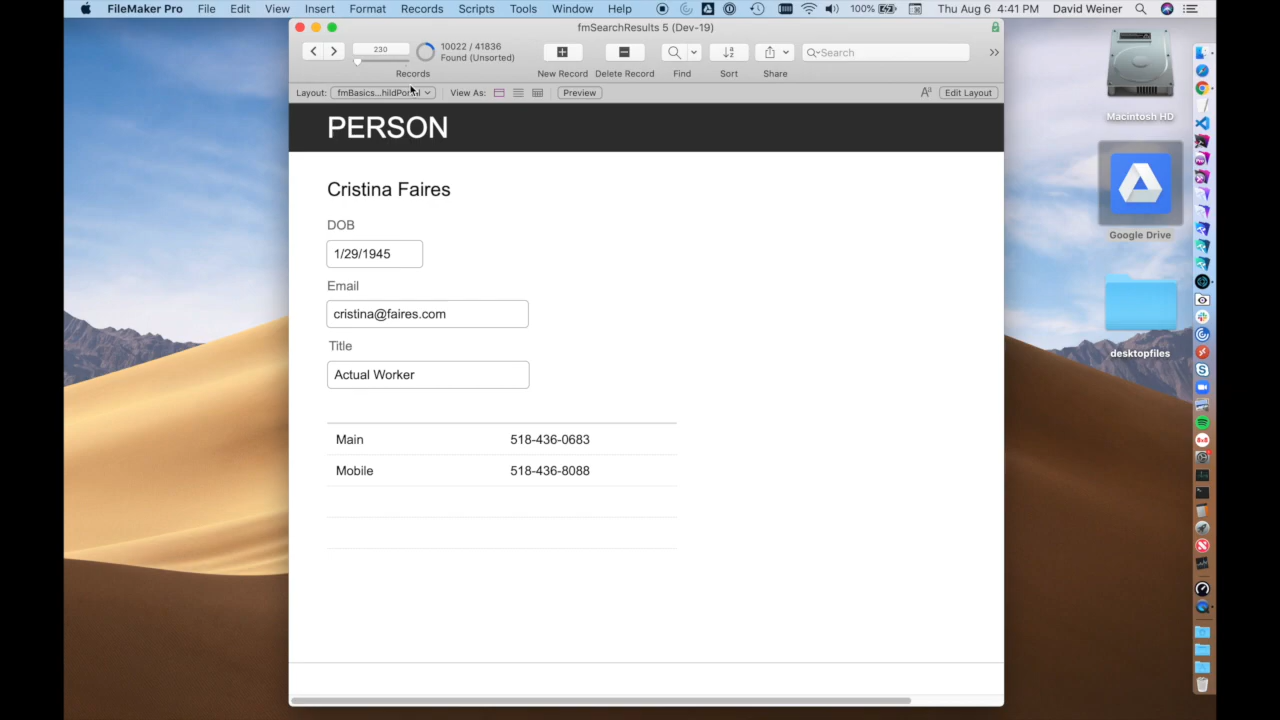 FileMaker Pro File Edit View Insert Format Records Scripts Tools Window Help 100% Thu Aug 6 4:41 PM David Weiner
fmSearchResults 5 (Dev-19)
230
10022 / 41836
Found (Unsorted)
Search
Records New Record Delete Record Find Sort Share
Layout: fmBasics...hildPortal View As: Preview Edit Layout
PERSON
Cristina Faires
DOB
1/29/1945
Email
cristina@faires.com
Title
Actual Worker
Main 518-436-0683
Mobile 518-436-8088
Macintosh HD
Google Drive
desktopfiles
8x8